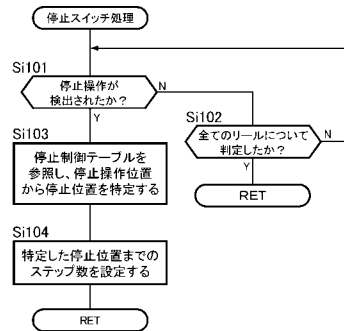 停止スイッチ処理
Si101
停止操作が
検出されたか?
N
Y
Si102
全てのリールについて
判定したか?
N
Y
RET
Si103
停止制御テーブルを
参照し、停止操作位置
から停止位置を特定する
Si104
特定した停止位置までの
ステップ数を設定する
RET